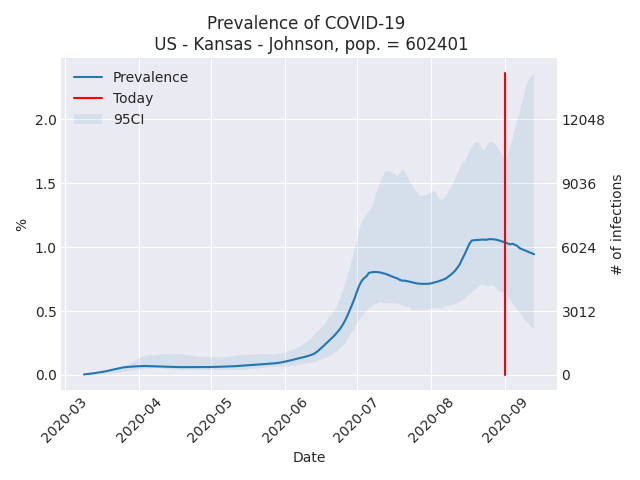 Prevalence of COVID-19
US - Kansas - Johnson, pop. = 602401
Prevalence
Today
95CI
2.0
1.5
1.0
0.5
0.0
%
12048
9036
6024
3012
0
# of infections
2020-03
2020-04
2020-05
2020-06
2020-07
2020-08
2020-09
Date